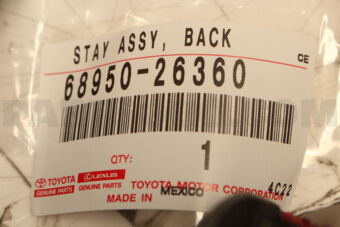 STAY ASSY, BACK
CE
68950-26360
QTY: 1
TOYOTA LEXUS
GENUINE PARTS GENUINE PARTS TOYOTA MOTOR CORPORATION
4C22
MADE IN MEXICO